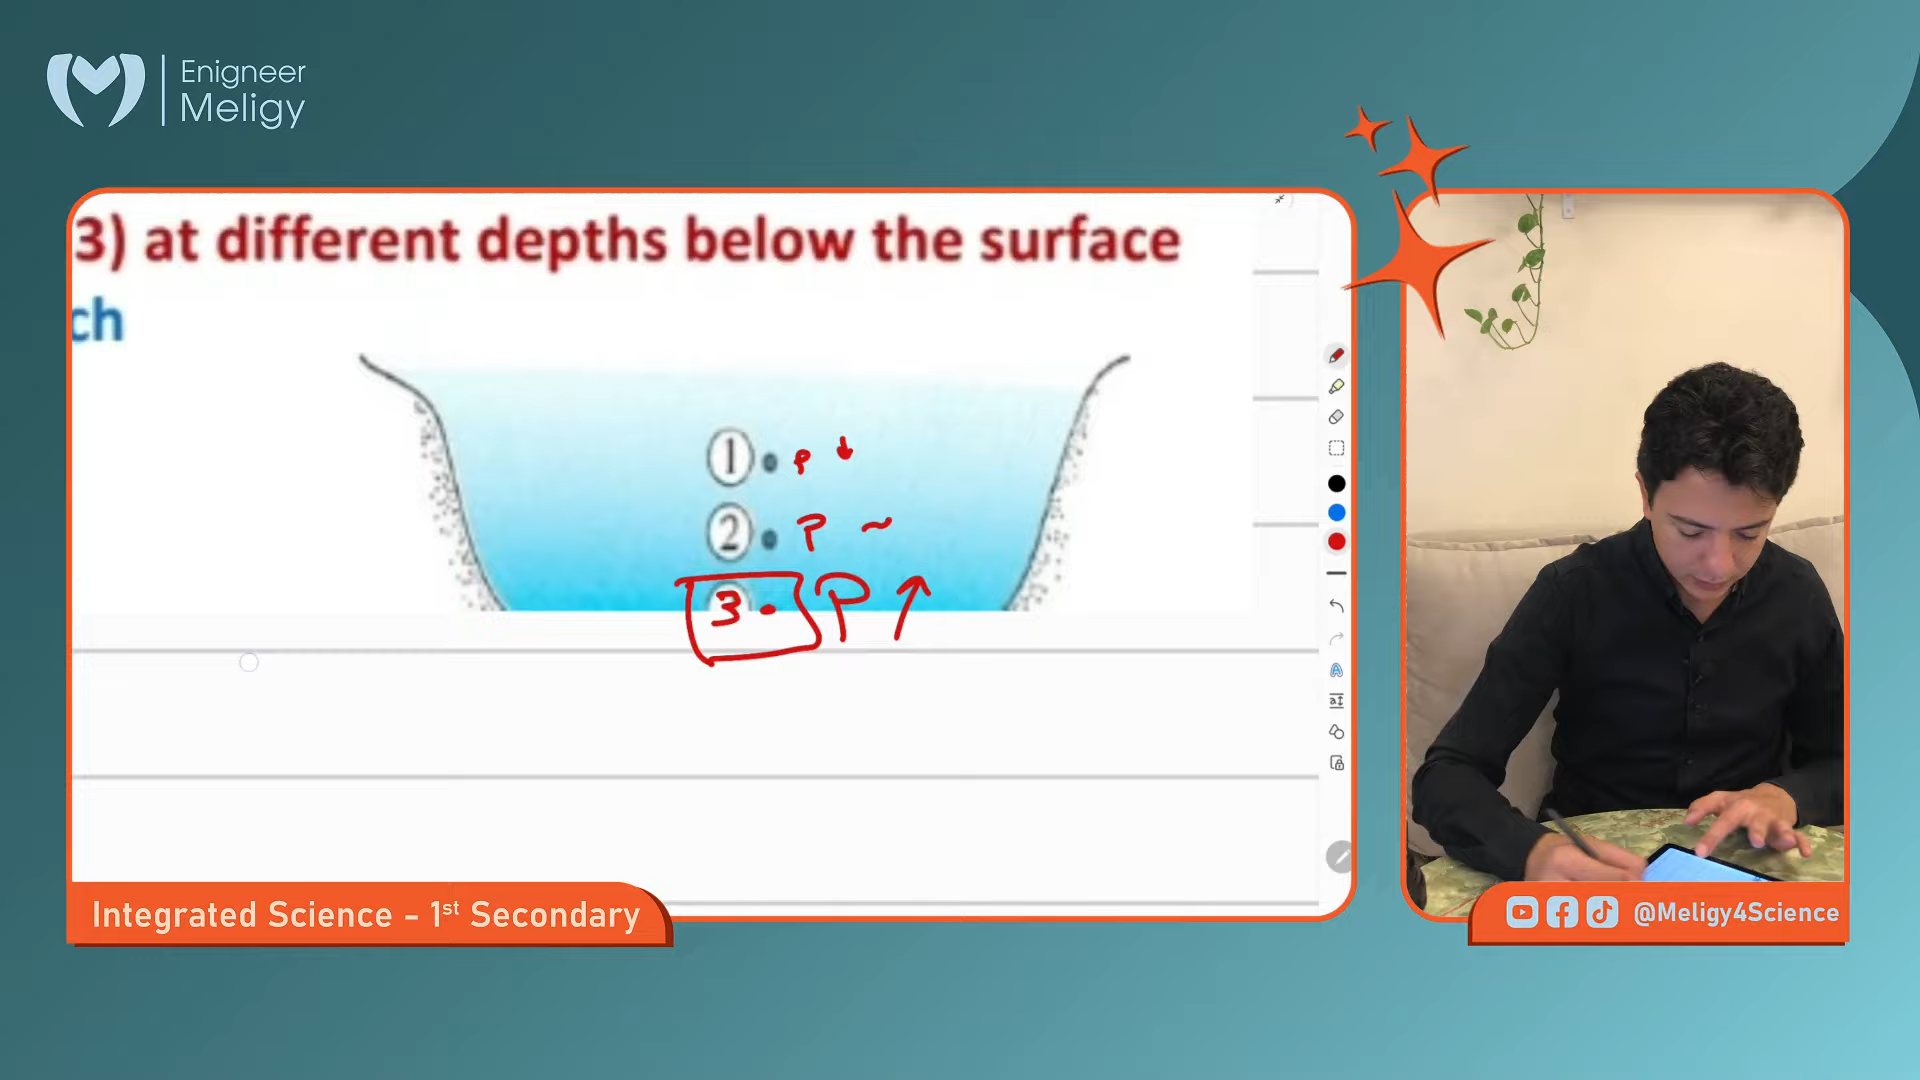 Enigneer
Meligy
3) at different depths below the surface
ch
1 P ↓
2 P ~
3 P ↑
Integrated Science - 1st Secondary
@Meligy4Science